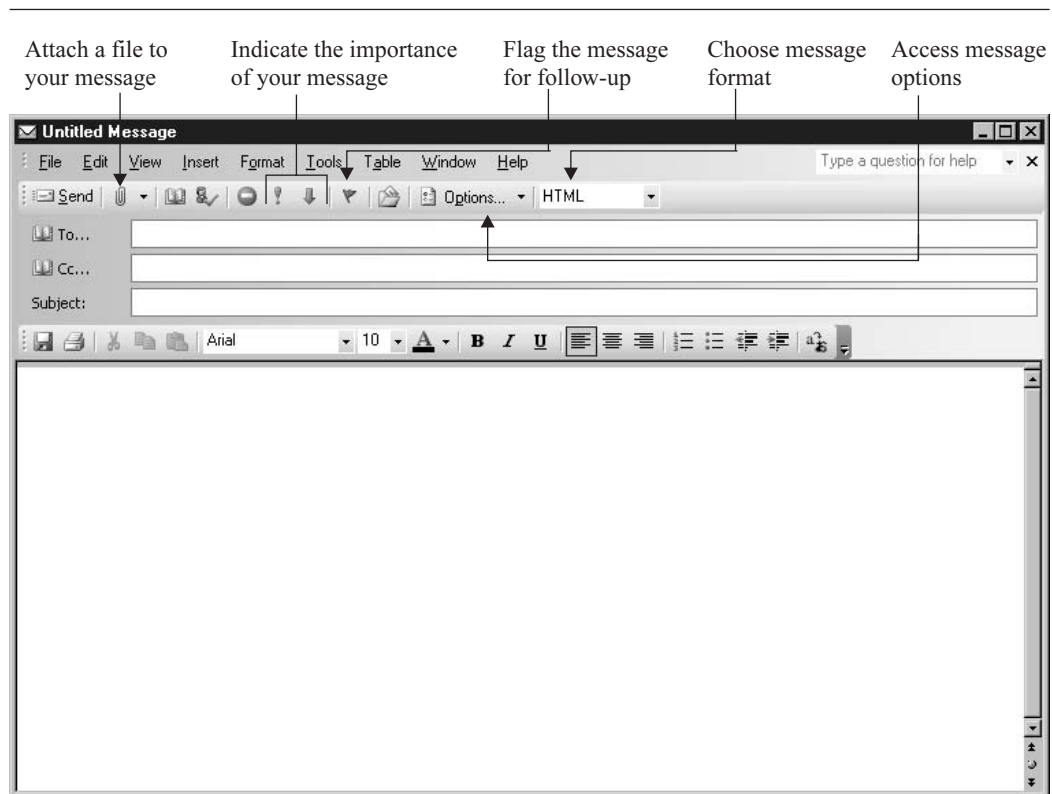 Attach a file to
your message
Indicate the importance
of your message
Flag the message
for follow-up
Choose message
format
Access message
options
Untitled Message
File Edit View Insert Format Tools Table Window Help Type a question for help
Send Options... HTML
To...
Cc...
Subject:
Arial 10 A B I U